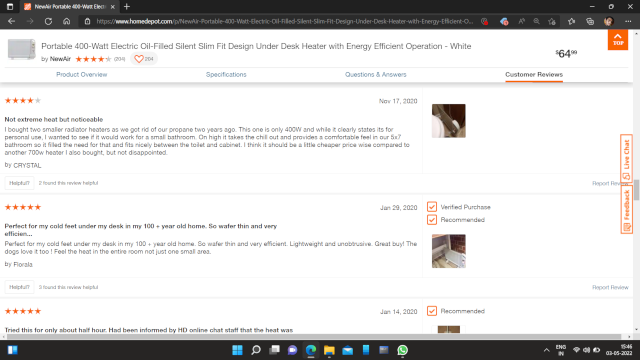 NewAir Portable 400-Watt Electric
https://www.homedepot.com/p/NewAir-Portable-400-Watt-Electric-Oil-Filled-Silent-Slim-Fit-Design-Under-Desk-Heater-with-Energy-Efficient-O...
Portable 400-Watt Electric Oil-Filled Silent Slim Fit Design Under Desk Heater with Energy Efficient Operation - White
by NewAir (204) 264
$64.99
TOP
Product Overview Specifications Questions & Answers Customer Reviews
Nov 17, 2020
Not extreme heat but noticeable
I bought two smaller radiator heaters as we got rid of our propane two years ago. This one is only 400W and while it clearly states its for
personal use, I wanted to see if it would work for a small bathroom. On high it takes the chill out and provides a comfortable feel in our 5x7
bathroom so it filled the need for that and fits nicely between the toilet and cabinet. I think it should be a little cheaper price wise compared to
another 700w heater I also bought, but not disappointed.
by CRYSTAL
Helpful? 2 found this review helpful Report Review
Live Chat
Feedback
Jan 29, 2020
Verified Purchase
Recommended
Perfect for my cold feet under my desk in my 100 + year old home. So wafer thin and very
efficien...
Perfect for my cold feet under my desk in my 100 + year old home. So wafer thin and very efficient. Lightweight and unobtrusive. Great buy! The
dogs love it too ! Feel the heat in the entire room not just one small area.
by Florala
Helpful? 3 found this review helpful Report Review
Jan 14, 2020
Recommended
Tried this for only about half hour. Had been informed by HD online chat staff that the heat was
ENG
IN
15:46
03-05-2022